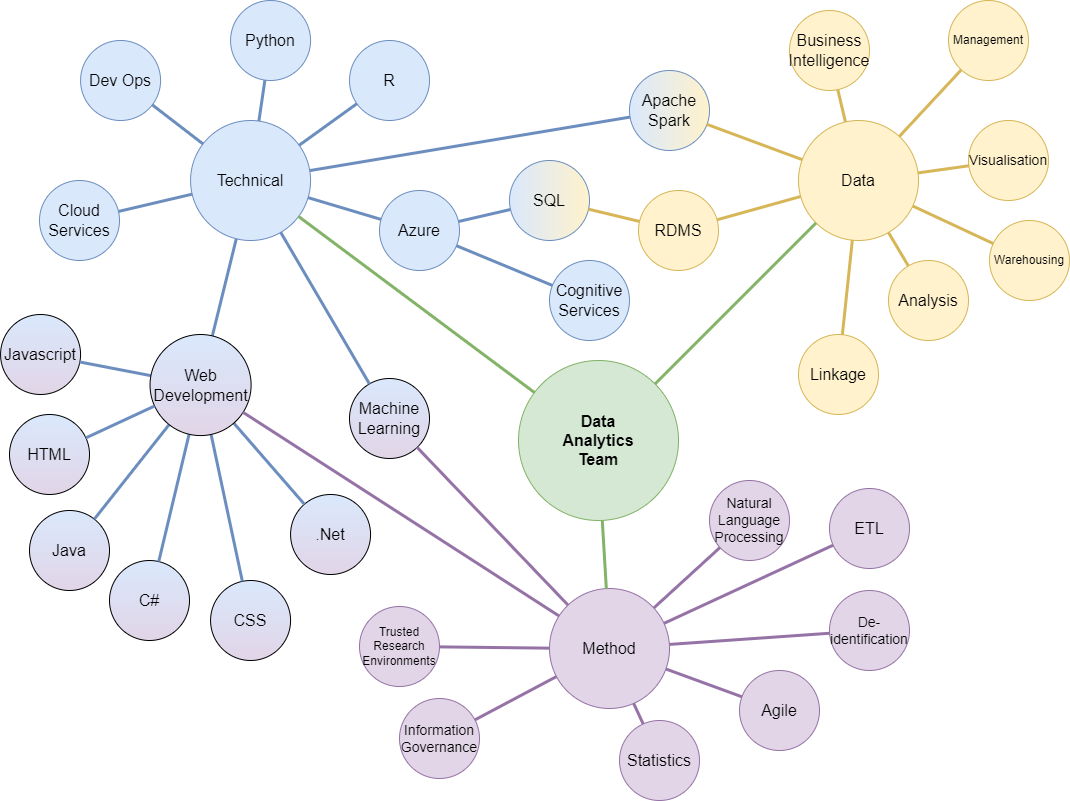 Python
Business
Intelligence
Management
Dev Ops
R
Apache
Spark
Technical
Data
Visualisation
SQL
Cloud
Services
Azure
RDMS
Warehousing
Cognitive
Services
Analysis
Javascript
Web
Development
Linkage
Machine
Learning
Data
Analytics
Team
HTML
Natural
Language
Processing
ETL
.Net
Java
C#
CSS
De-
identification
Trusted
Research
Environments
Method
Agile
Information
Governance
Statistics